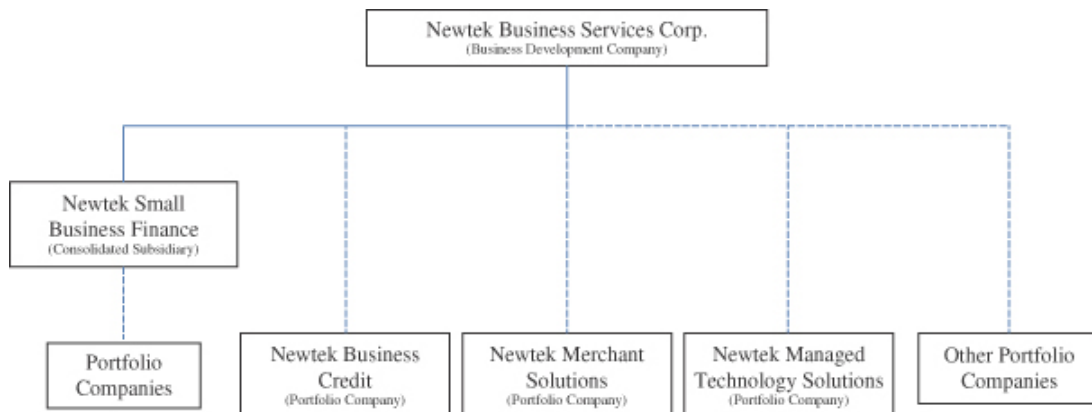 Newtek Business Services Corp.
(Business Development Company)
Newtek Small
Business Finance
(Consolidated Subsidiary)
Portfolio
Companies
Newtek Business
Credit
(Portfolio Company)
Newtek Merchant
Solutions
(Portfolio Company)
Newtek Managed
Technology Solutions
(Portfolio Company)
Other Portfolio
Companies